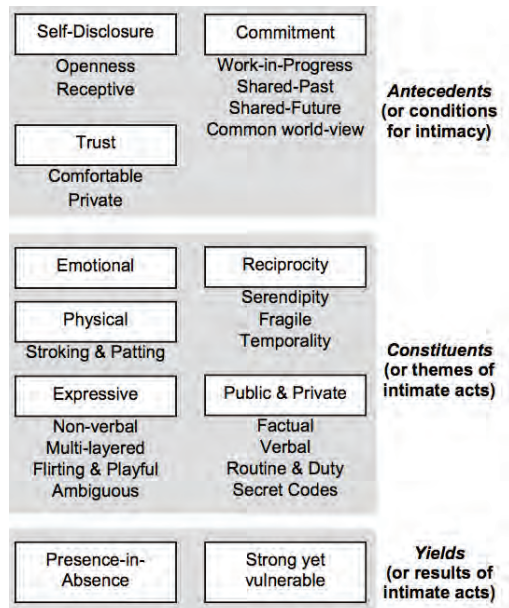 Self-Disclosure
Openness
Receptive
Trust
Comfortable
Private
Commitment
Work-in-Progress
Shared-Past
Shared-Future
Common world-view
Antecedents
(or conditions
for intimacy)
Emotional
Physical
Stroking & Patting
Expressive
Non-verbal
Multi-layered
Flirting & Playful
Ambiguous
Reciprocity
Serendipity
Fragile
Temporality
Public & Private
Factual
Verbal
Routine & Duty
Secret Codes
Constituents
(or themes of
intimate acts)
Presence-in-
Absence
Strong yet
vulnerable
Yields
(or results of
intimate acts)